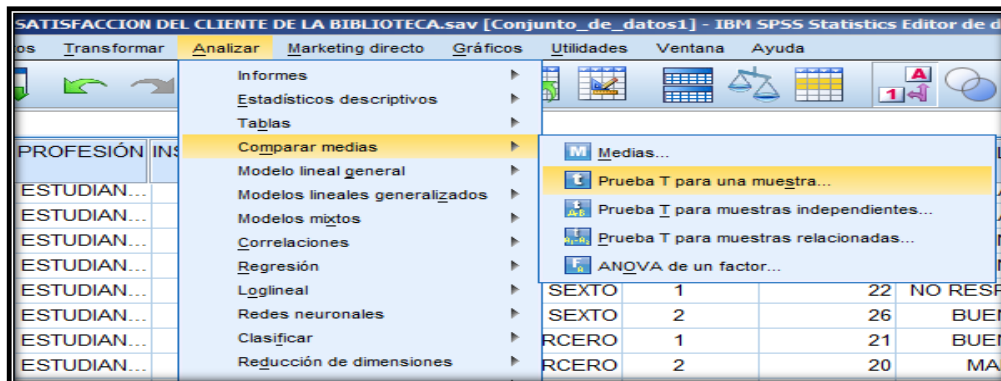 SATISFACCION DEL CLIENTE DE LA BIBLIOTECA.sav [Conjunto_de_datos1] - IBM SPSS Statistics Editor de d
os Transformar Analizar Marketing directo Gráficos Utilidades Ventana Ayuda
Informes
Estadísticos descriptivos
Tablas
Comparar medias
Modelo lineal general
Modelos lineales generalizados
Modelos mixtos
Correlaciones
Regresión
Loglineal
Redes neuronales
Clasificar
Reducción de dimensiones
Medias...
Prueba T para una muestra...
Prueba T para muestras independientes...
Prueba T para muestras relacionadas...
ANOVA de un factor...
PROFESIÓN INS
ESTUDIAN...
ESTUDIAN...
ESTUDIAN...
ESTUDIAN...
ESTUDIAN... SEXTO 1 22 NO RESP
ESTUDIAN... SEXTO 2 26 BUEN
ESTUDIAN... RCERO 1 21 BUEN
ESTUDIAN... RCERO 2 20 MA